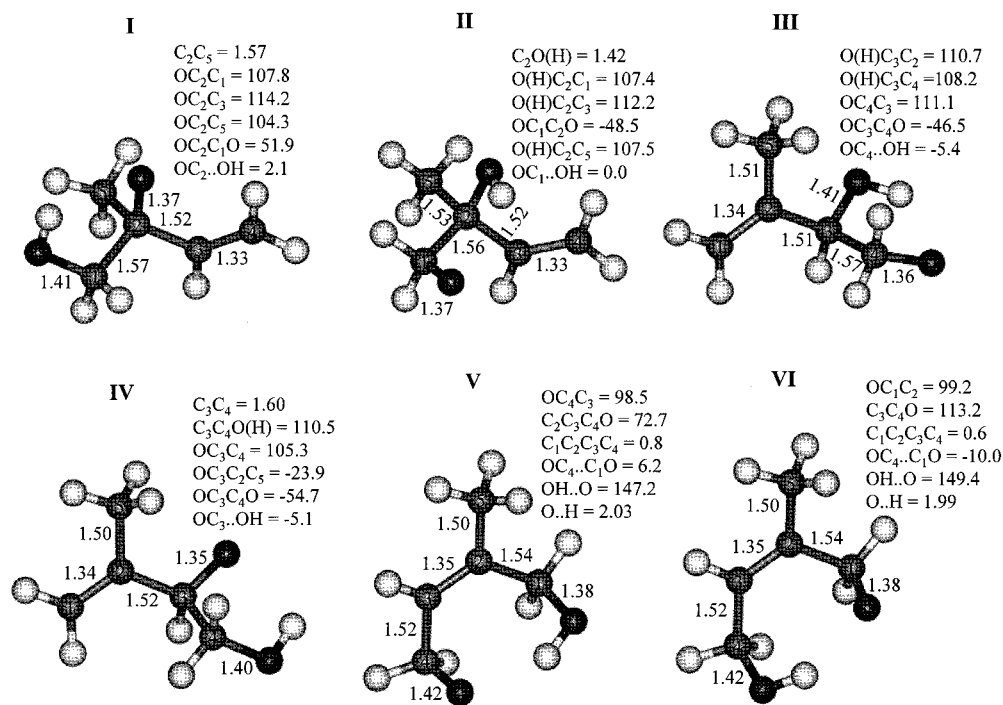 I
C₂C₅ = 1.57
OC₂C₁ = 107.8
OC₂C₃ = 114.2
OC₂C₅ = 104.3
OC₂C₁O = 51.9
OC₂..OH = 2.1
1.37
1.52
1.57
1.33
1.41
II
C₂O(H) = 1.42
O(H)C₂C₁ = 107.4
O(H)C₂C₃ = 112.2
OC₁C₂O = -48.5
O(H)C₂C₅ = 107.5
OC₁..OH = 0.0
1.53
1.52
1.56
1.33
1.37
III
O(H)C₃C₂ = 110.7
O(H)C₃C₄ =108.2
OC₄C₃ = 111.1
OC₃C₄O = -46.5
OC₄..OH = -5.4
1.51
1.41
1.34
1.51
1.57
1.36
IV
C₃C₄ = 1.60
C₃C₄O(H) = 110.5
OC₃C₄ = 105.3
OC₃C₂C₅ = -23.9
OC₃C₄O = -54.7
OC₃..OH = -5.1
1.50
1.35
1.34
1.52
1.40
V
OC₄C₃ = 98.5
C₂C₃C₄O = 72.7
C₁C₂C₃C₄ = 0.8
OC₄..C₁O = 6.2
OH..O = 147.2
O..H = 2.03
1.50
1.35
1.54
1.38
1.52
1.42
VI
OC₁C₂ = 99.2
C₃C₄O = 113.2
C₁C₂C₃C₄ = 0.6
OC₄..C₁O = -10.0
OH..O = 149.4
O..H = 1.99
1.50
1.54
1.35
1.38
1.52
1.42